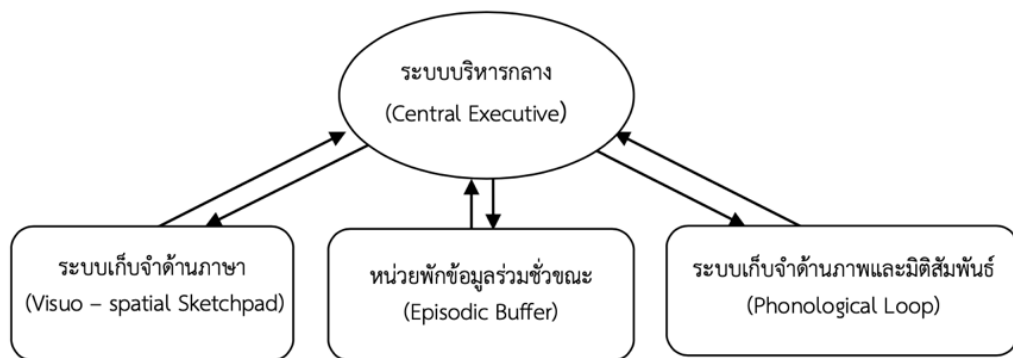 ระบบบริหารกลาง
(Central Executive)
ระบบเก็บจำด้านภาษา
(Visuo – spatial Sketchpad)
หน่วยพักข้อมูลร่วมชั่วขณะ
(Episodic Buffer)
ระบบเก็บจำด้านภาพและมิติสัมพันธ์
(Phonological Loop)